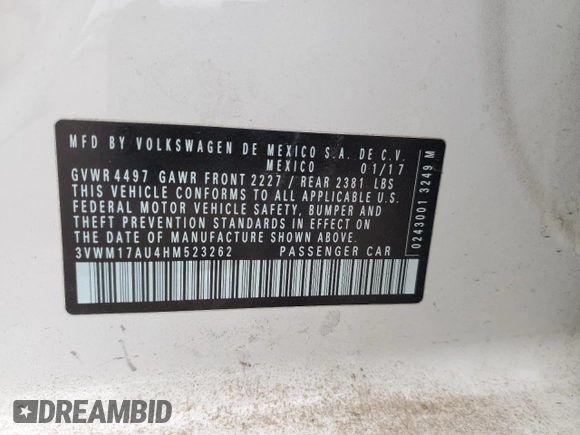 MFD BY VOLKSWAGEN DE MEXICO S.A. DE C.V.
MEXICO 01/17
GVWR 4497 GAWR FRONT 2227 / REAR 2381 LBS
THIS VEHICLE CONFORMS TO ALL APPLICABLE U.S.
FEDERAL MOTOR VEHICLE SAFETY, BUMPER AND
THEFT PREVENTION STANDARDS IN EFFECT ON
THE DATE OF MANUFACTURE SHOWN ABOVE.
3VWM17AU4HM523262 PASSENGER CAR
0243001 3249 M
DREAMBID